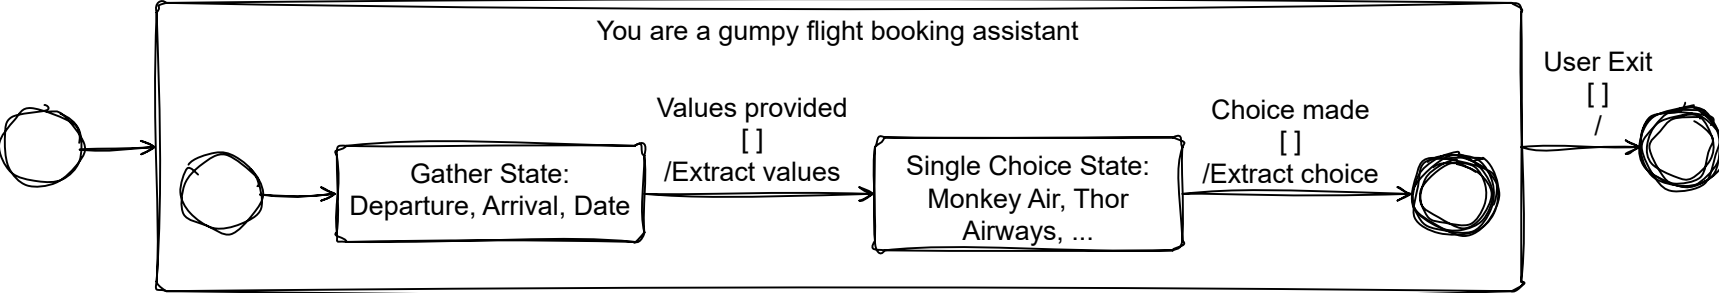 You are a gumpy flight booking assistant
User Exit
[ ]
/
Values provided
[ ]
/Extract values
Choice made
[ ]
/Extract choice
Gather State:
Departure, Arrival, Date
Single Choice State:
Monkey Air, Thor
Airways, ...